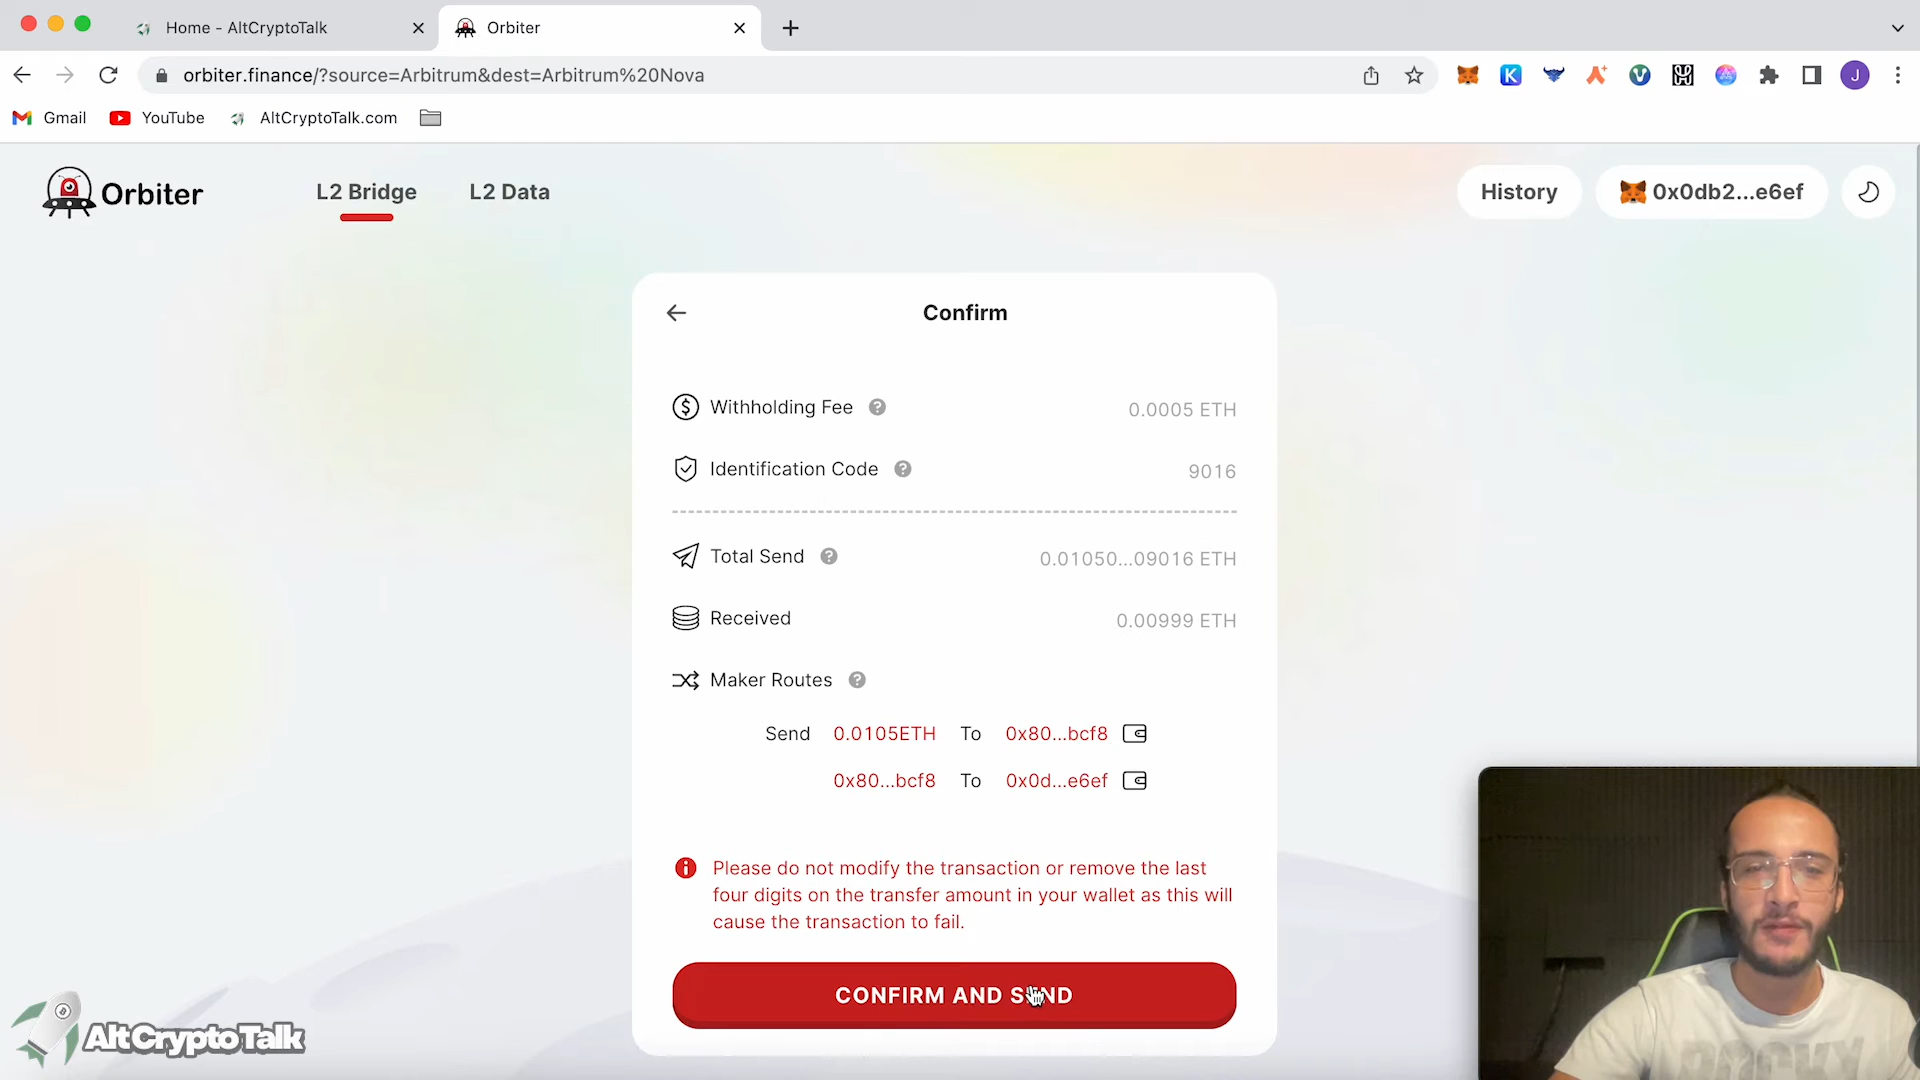 Home - AltCryptoTalk
Orbiter
orbiter.finance/?source=Arbitrum&dest=Arbitrum%20Nova
K
J
Gmail
YouTube
AltCryptoTalk.com
Orbiter
L2 Bridge
L2 Data
History
0x0db2...e6ef
Confirm
Withholding Fee ?
0.0005 ETH
Identification Code ?
9016
Total Send ?
0.01050...09016 ETH
Received
0.00999 ETH
Maker Routes ?
Send 0.0105ETH To 0x80...bcf8
0x80...bcf8 To 0x0d...e6ef
Please do not modify the transaction or remove the last
four digits on the transfer amount in your wallet as this will
cause the transaction to fail.
CONFIRM AND SEND
AltCryptoTalk